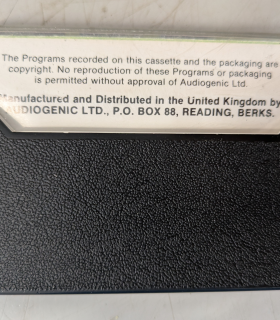 The Programs recorded on this cassette and the packaging are
copyright. No reproduction of these Programs or packaging
is permitted without approval of Audiogenic Ltd.
Manufactured and Distributed in the United Kingdom by
AUDIOGENIC LTD., P.O. BOX 88, READING, BERKS.